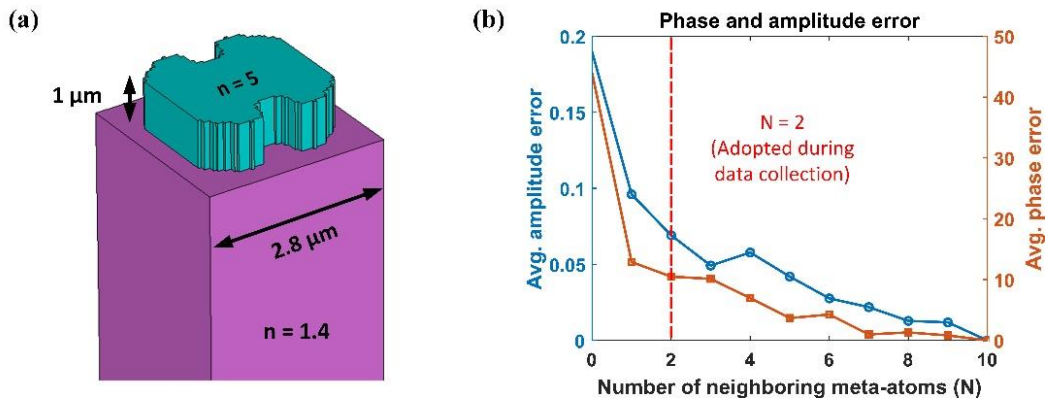 (a)
n = 5
1 μm
2.8 μm
n = 1.4
(b)
Phase and amplitude error
Avg. amplitude error
0.2
0.15
0.1
0.05
0
N = 2
(Adopted during
data collection)
50
40
30
20
10
0
Avg. phase error
0 2 4 6 8 10
Number of neighboring meta-atoms (N)